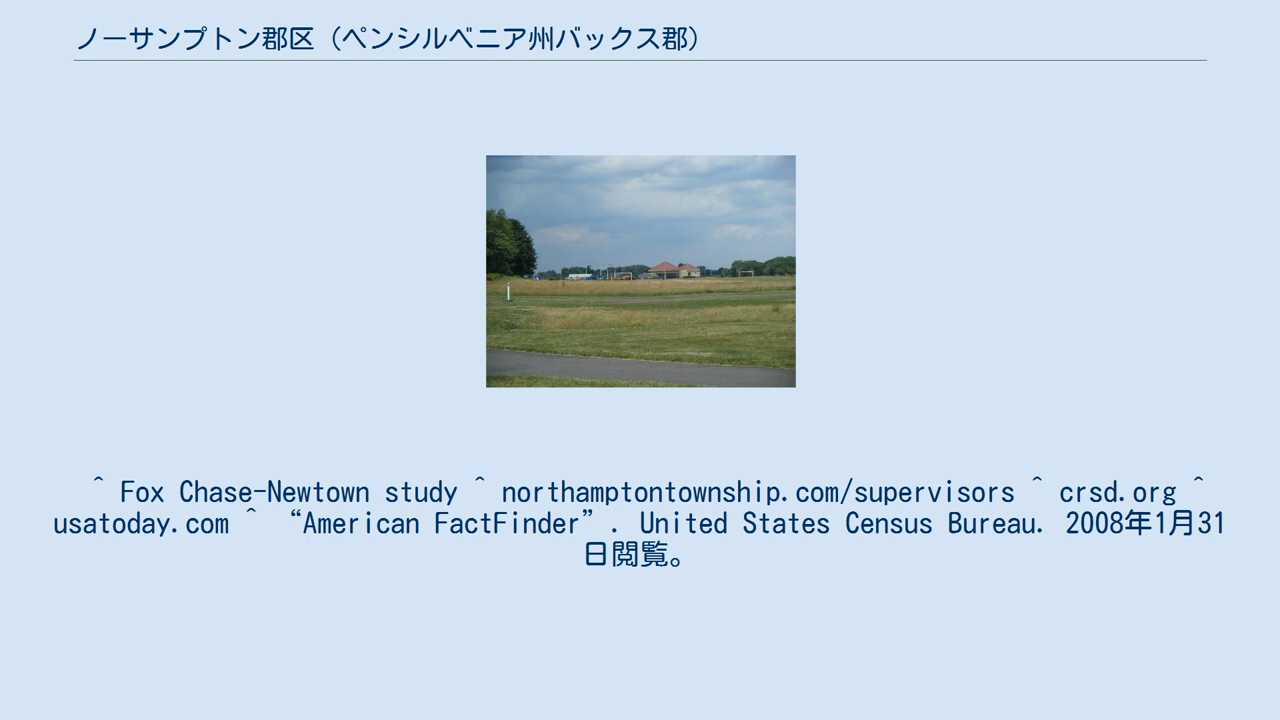 ノーサンプトン郡区（ペンシルベニア州バックス郡）
^ Fox Chase-Newtown study ^ northamptontownship.com/supervisors ^ crsd.org ^
usatoday.com ^ “American FactFinder”. United States Census Bureau. 2008年1月31
日閲覧。